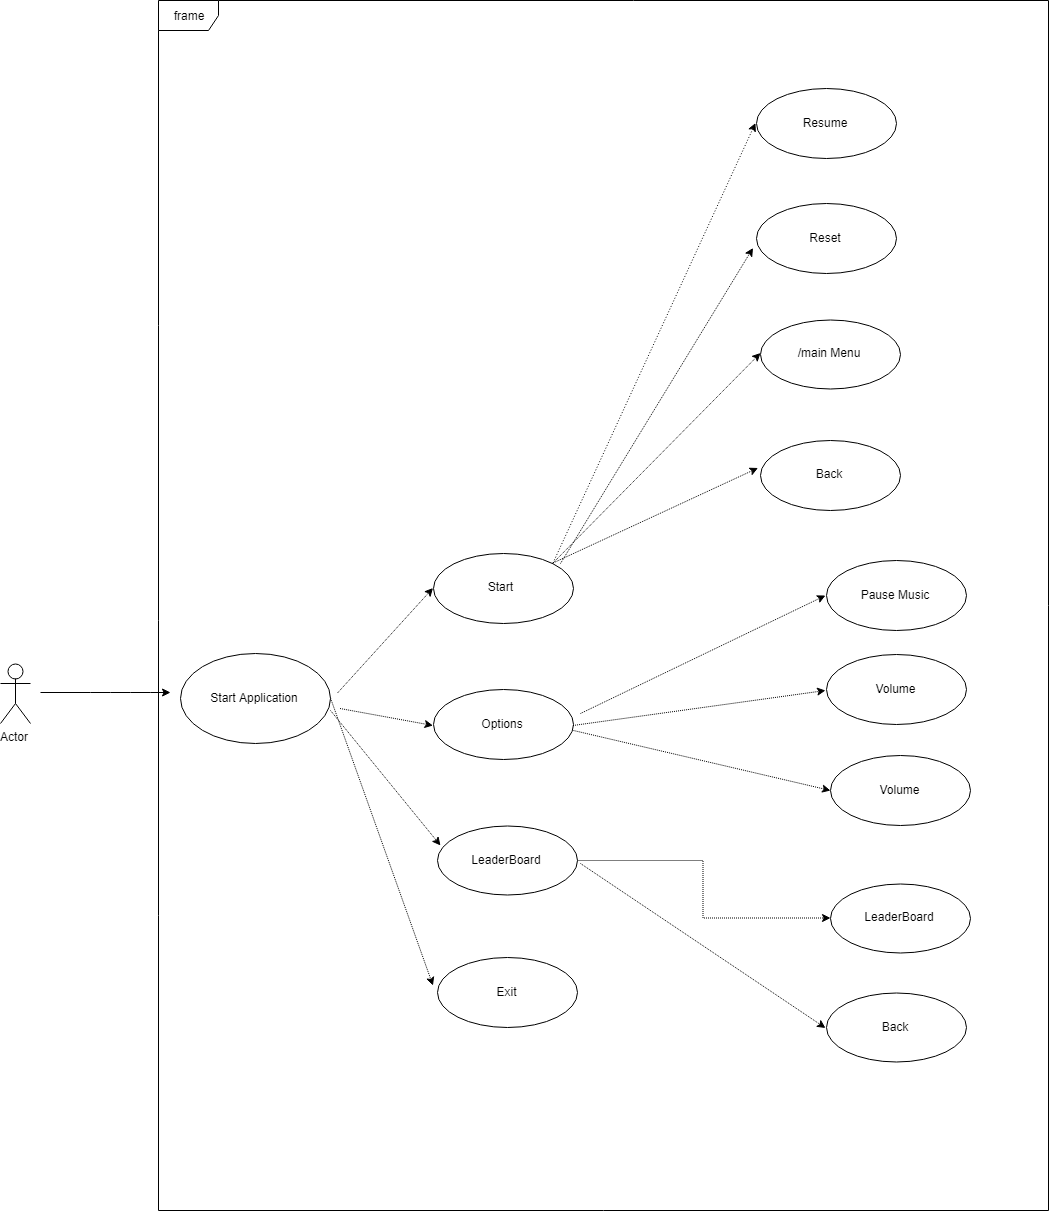 frame
Resume
Reset
/main Menu
Back
Start
Pause Music
Start Application
Volume
Options
Actor
Volume
LeaderBoard
LeaderBoard
Exit
Back